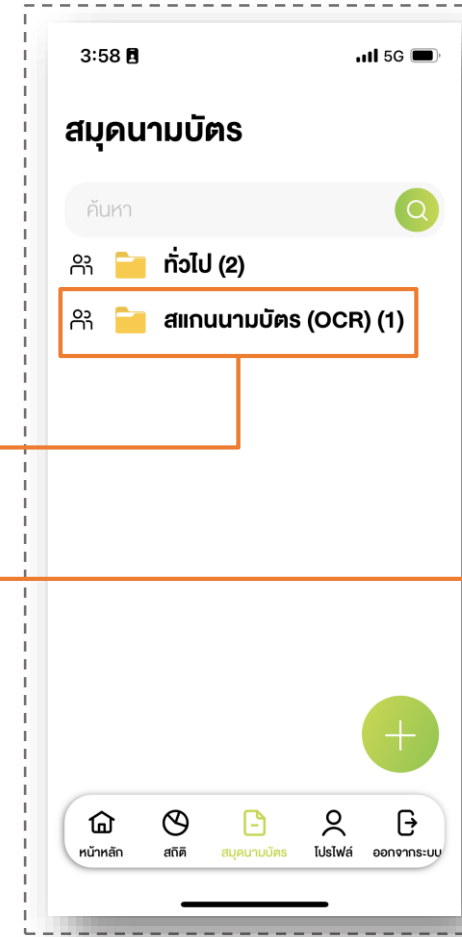 3:58
5G
สมุดนามบัตร
ค้นหา
ทั่วไป (2)
สแกนนามบัตร (OCR) (1)
หน้าหลัก
สถิติ
สมุดนามบัตร
โปรไฟล์
ออกจากระบบ